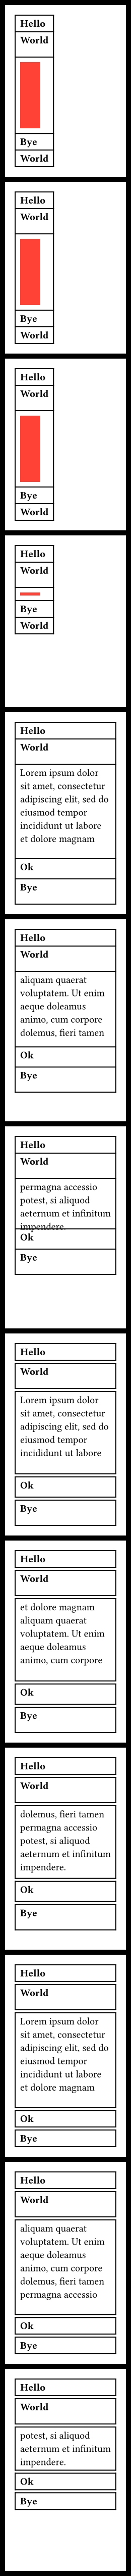 Hello
World
Bye
World
Hello
World
Bye
World
Hello
World
Bye
World
Hello
World
Bye
World
Hello
World
Lorem ipsum dolor
sit amet, consectetur
adipiscing elit, sed do
eiusmod tempor
incididunt ut labore
et dolore magnam
Ok
Bye
Hello
World
aliquam quaerat
voluptatem. Ut enim
aeque doleamus
animo, cum corpore
dolemus, fieri tamen
Ok
Bye
Hello
World
permagna accessio
potest, si aliquod
aeternum et infinitum
impendere.
Ok
Bye
Hello
World
Lorem ipsum dolor
sit amet, consectetur
adipiscing elit, sed do
eiusmod tempor
incididunt ut labore
Ok
Bye
Hello
World
et dolore magnam
aliquam quaerat
voluptatem. Ut enim
aeque doleamus
animo, cum corpore
Ok
Bye
Hello
World
dolemus, fieri tamen
permagna accessio
potest, si aliquod
aeternum et infinitum
impendere.
Ok
Bye
Hello
World
Lorem ipsum dolor
sit amet, consectetur
adipiscing elit, sed do
eiusmod tempor
incididunt ut labore
et dolore magnam
Ok
Bye
Hello
World
aliquam quaerat
voluptatem. Ut enim
aeque doleamus
animo, cum corpore
dolemus, fieri tamen
permagna accessio
Ok
Bye
Hello
World
potest, si aliquod
aeternum et infinitum
impendere.
Ok
Bye